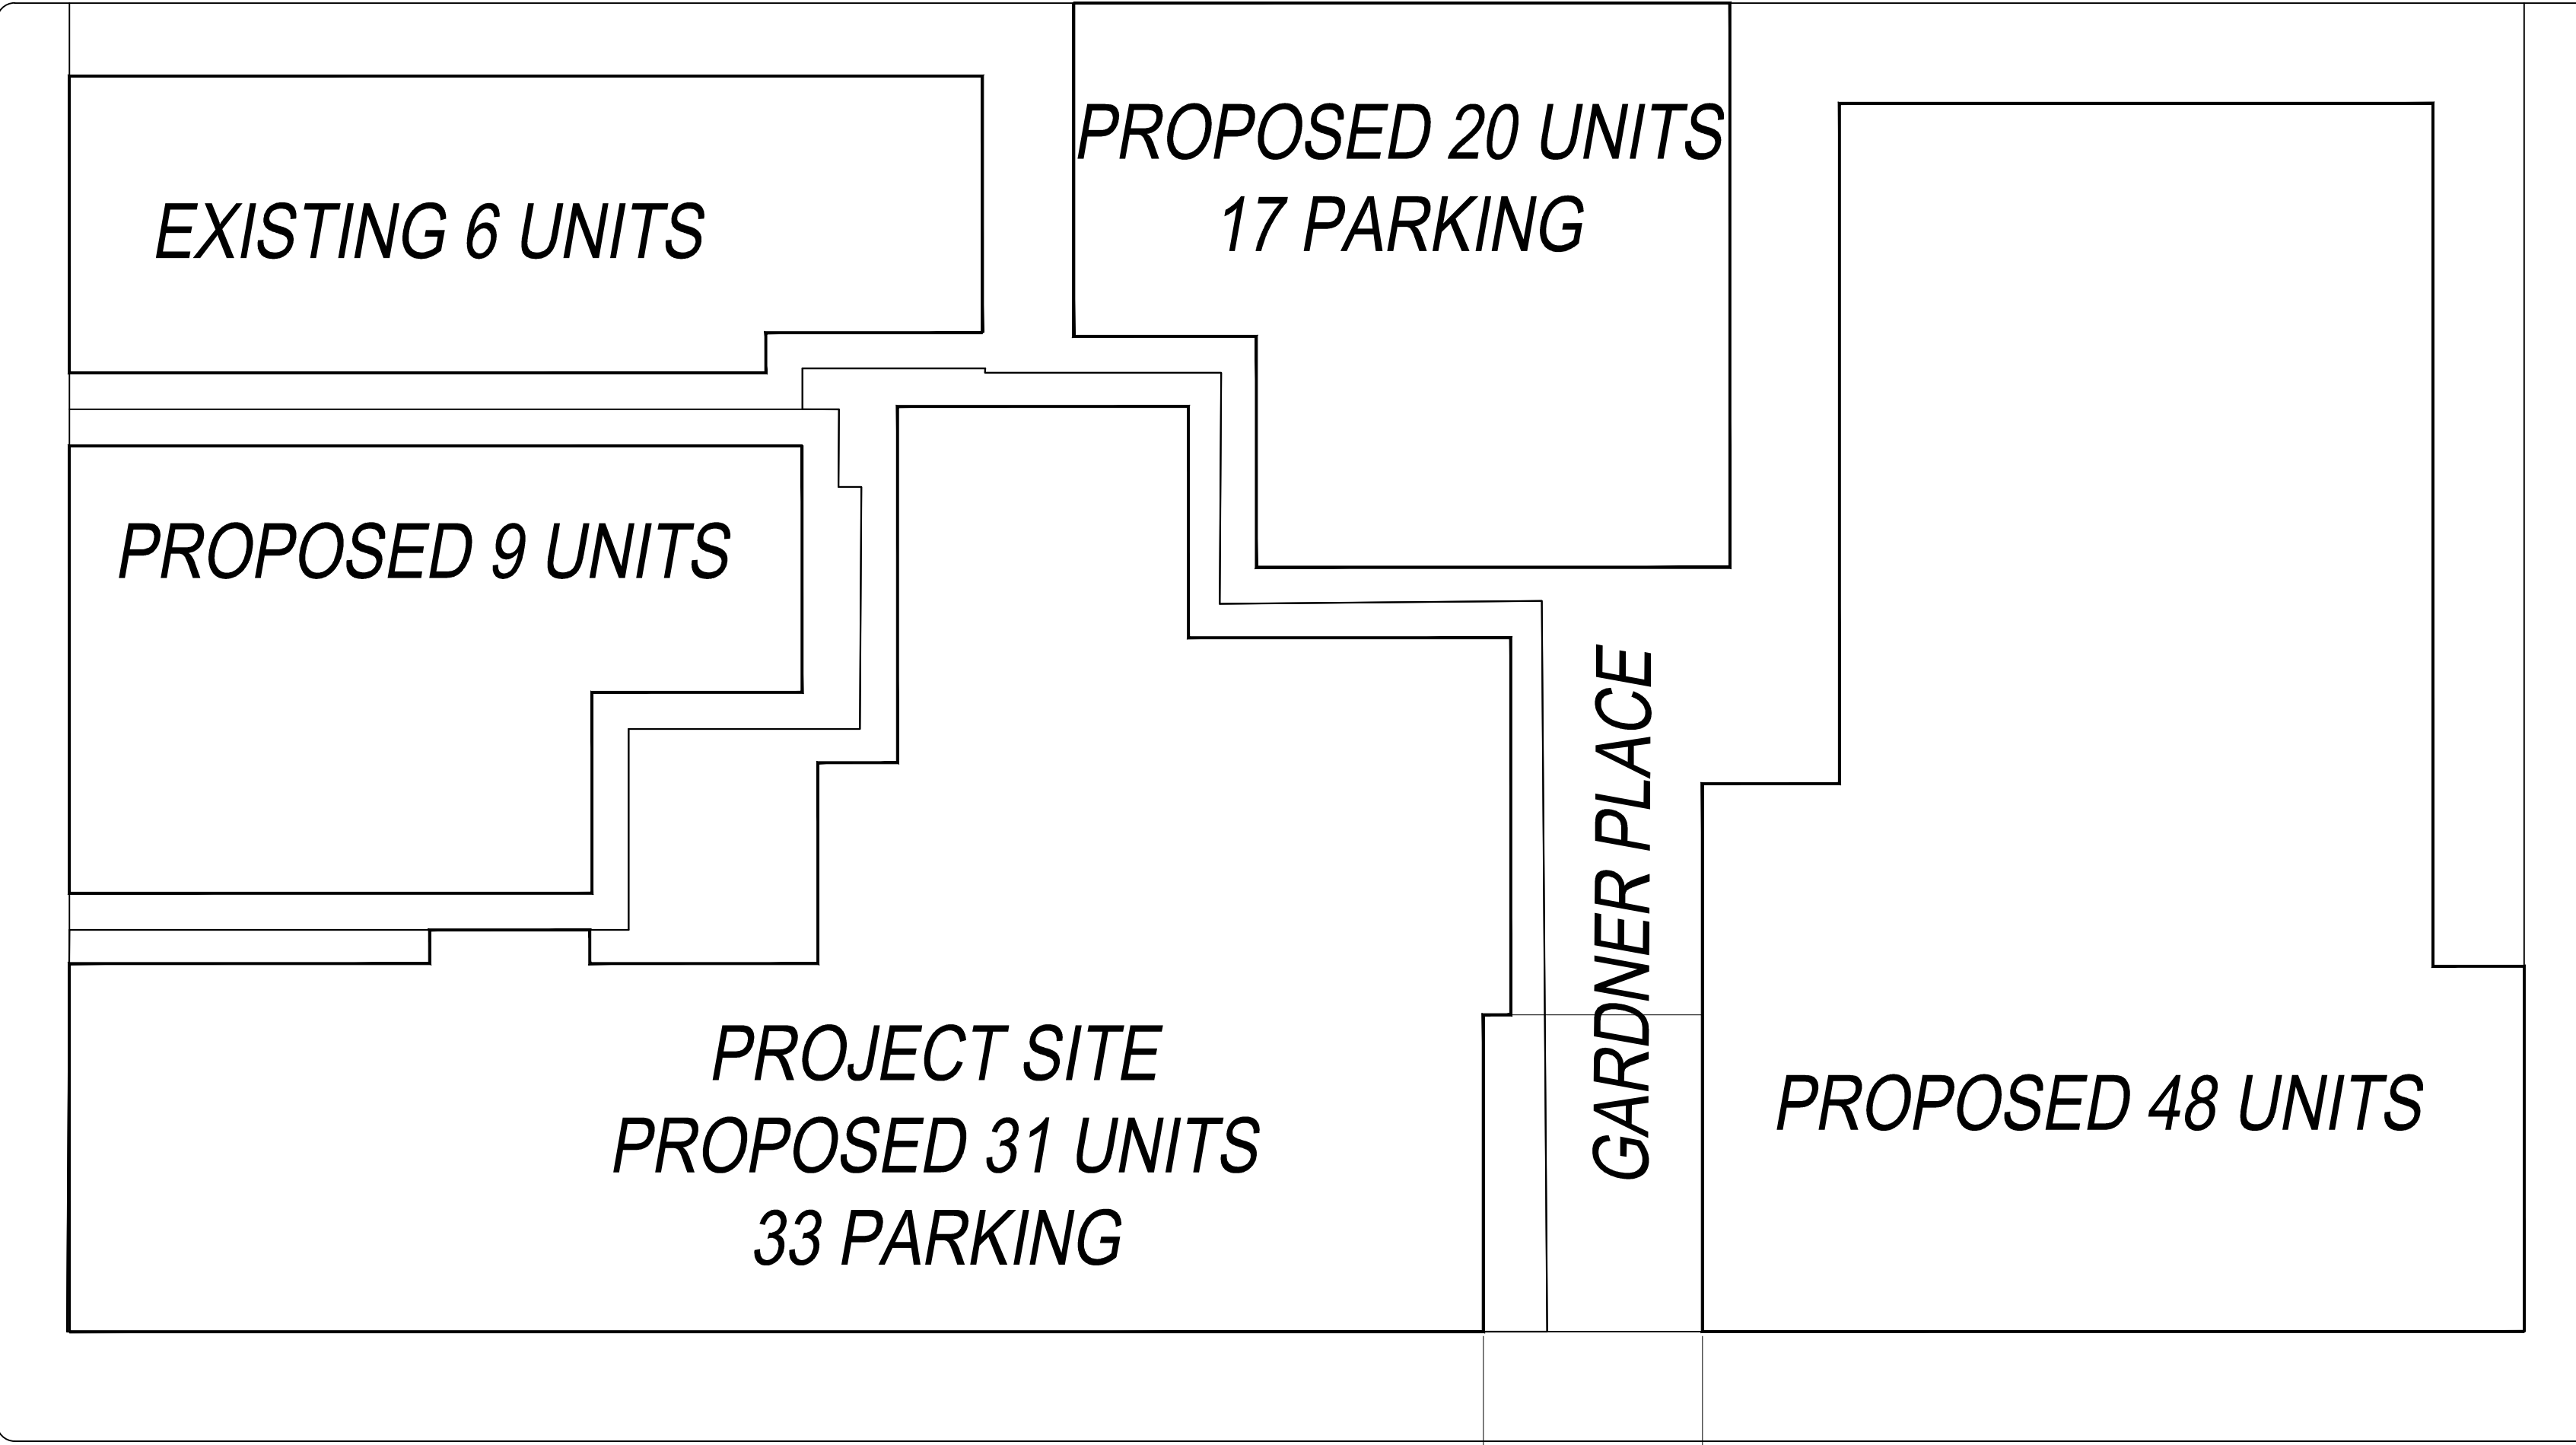 EXISTING 6 UNITS
PROPOSED 20 UNITS
17 PARKING
PROPOSED 9 UNITS
GARDNER PLACE
PROJECT SITE
PROPOSED 31 UNITS
33 PARKING
PROPOSED 48 UNITS